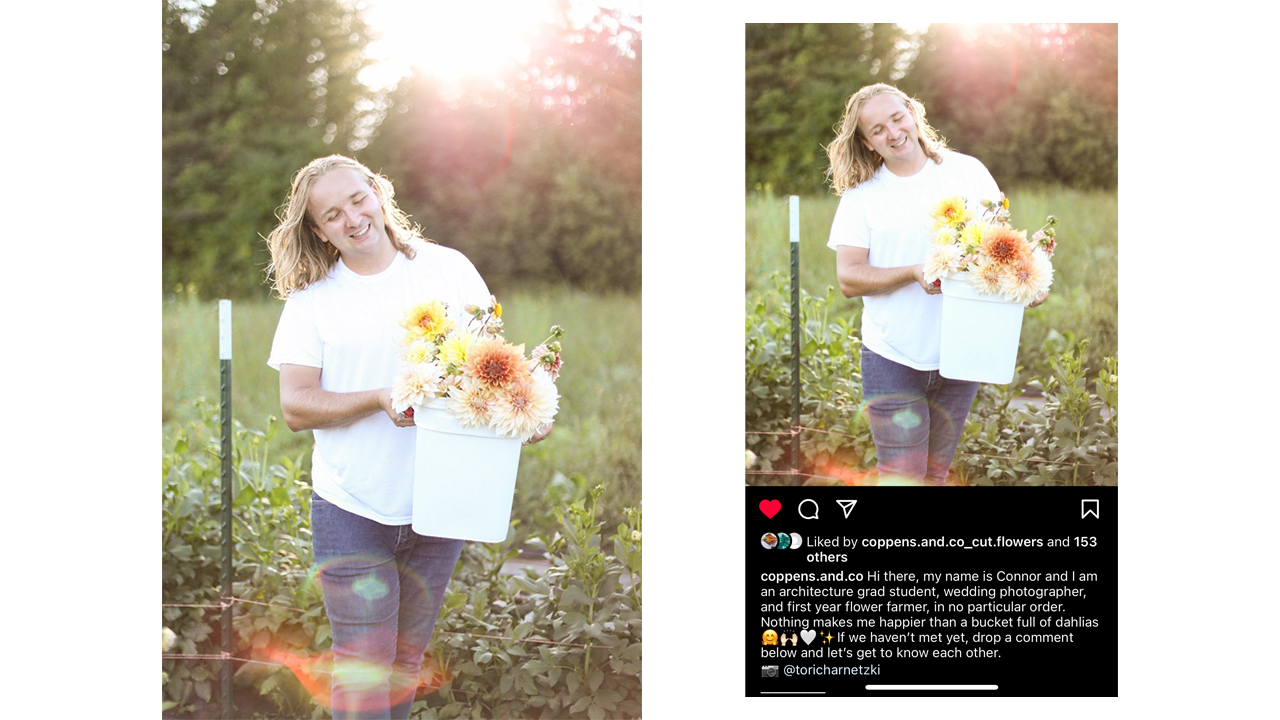 Liked by coppens.and.co_cut.flowers and 153
others
coppens.and.co Hi there, my name is Connor and I am
an architecture grad student, wedding photographer,
and first year flower farmer, in no particular order.
Nothing makes me happier than a bucket full of dahlias
🤗🙌🏻🤍✨ If we haven’t met yet, drop a comment
below and let’s get to know each other.
📷 @toricharnetzki